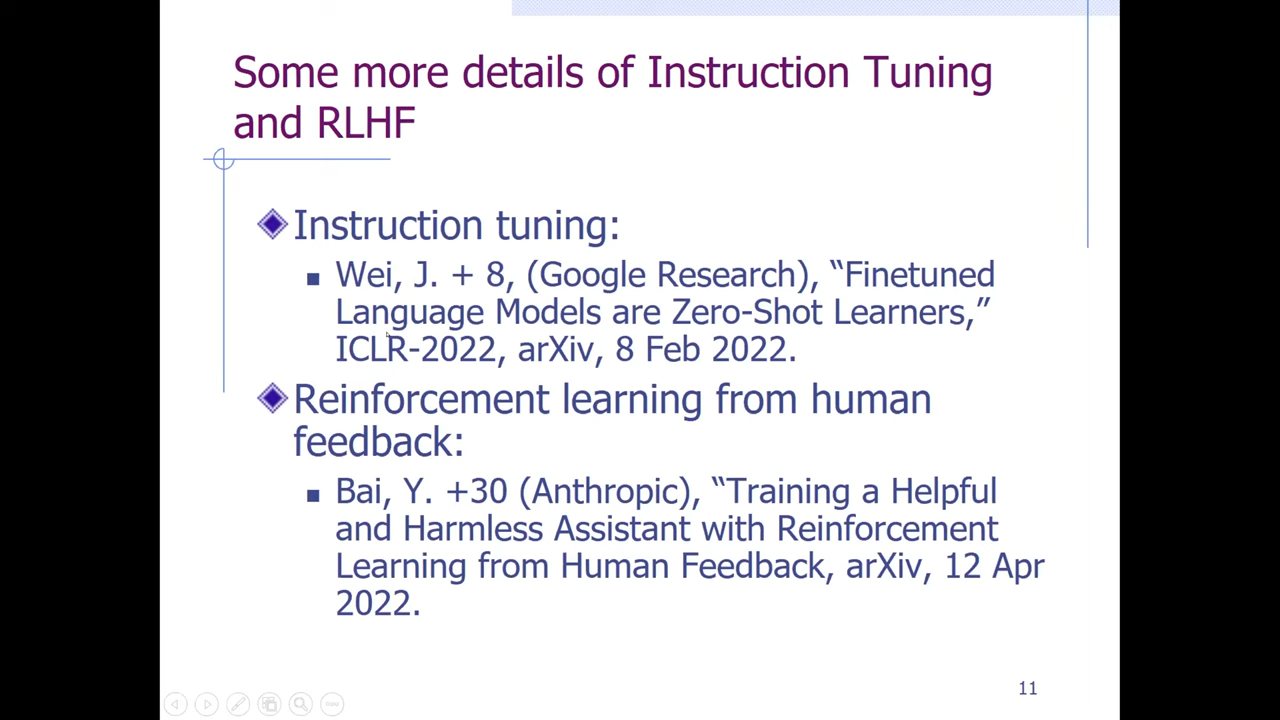 Some more details of Instruction Tuning
and RLHF
Instruction tuning:
Wei, J. + 8, (Google Research), “Finetuned
Language Models are Zero-Shot Learners,”
ICLR-2022, arXiv, 8 Feb 2022.
Reinforcement learning from human
feedback:
Bai, Y. +30 (Anthropic), “Training a Helpful
and Harmless Assistant with Reinforcement
Learning from Human Feedback, arXiv, 12 Apr
2022.
11